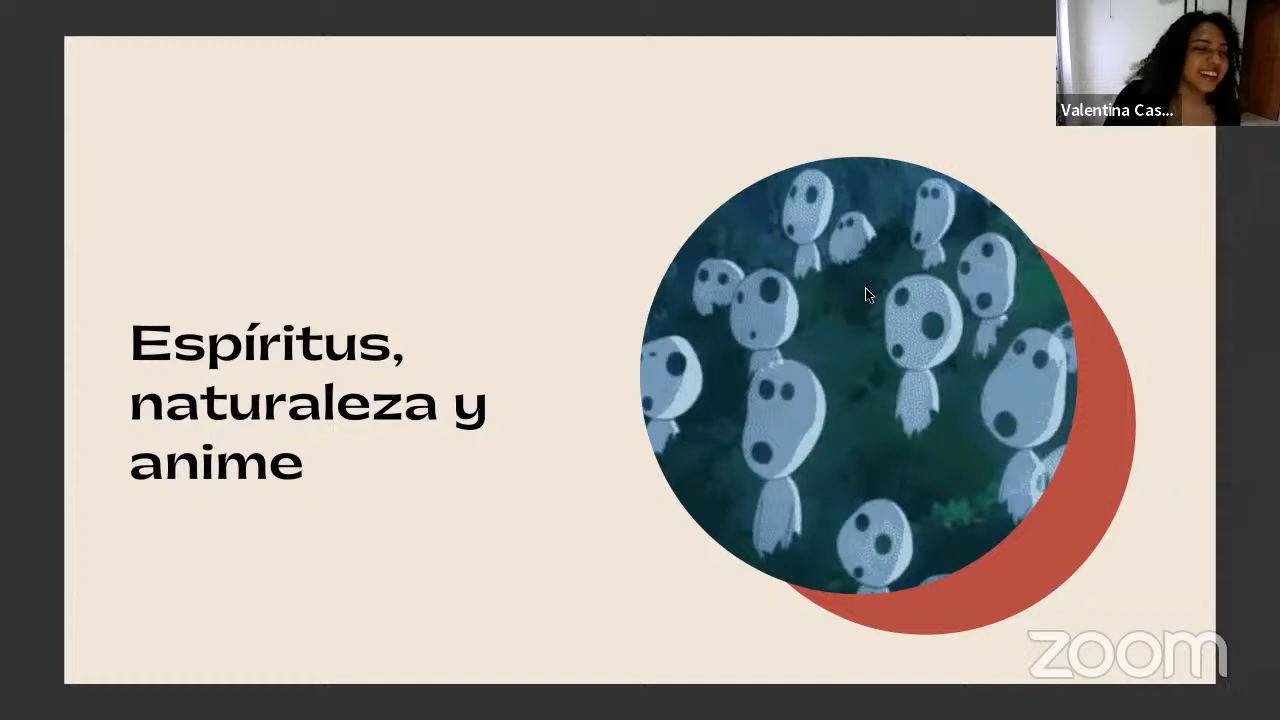 Valentina Cas...
Espíritus,
naturaleza y
anime
zoom